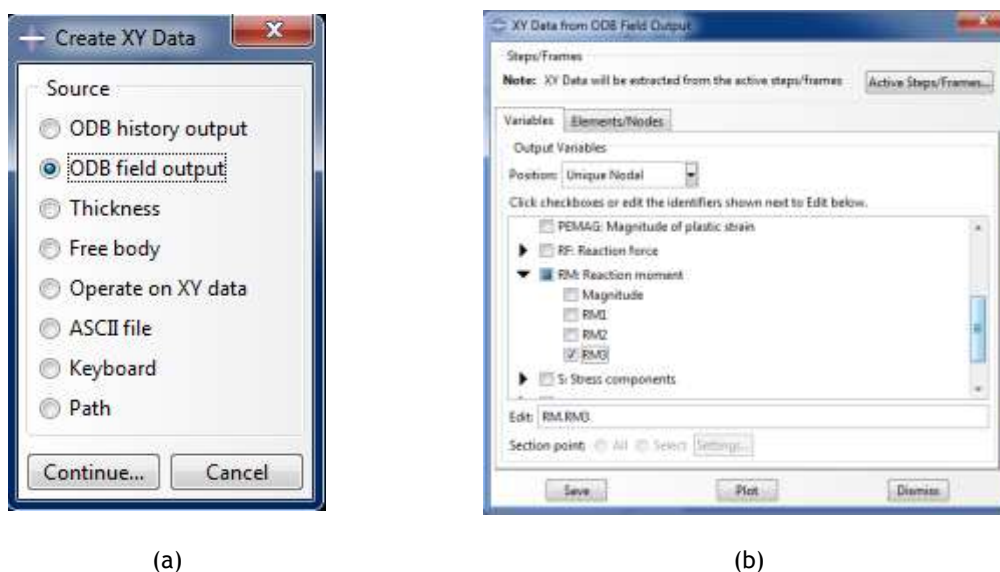 Create XY Data
Source
ODB history output
ODB field output
Thickness
Free body
Operate on XY data
ASCII file
Keyboard
Path
Continue...
Cancel
(a)
XY Data from ODB Field Output
Steps/Frames
Note: XY Data will be extracted from the active steps/frames
Active Steps/Frames...
Variables
Elements/Nodes
Output Variables
Position: Unique Nodal
Click checkboxes or edit the identifiers shown next to Edit below.
PEMAG: Magnitude of plastic strain
RF: Reaction force
RM: Reaction moment
Magnitude
RM1
RM2
RM3
S: Stress components
Edit: RM.RM3
Section point: All Select Settings...
Save
Plot
Dismiss
(b)